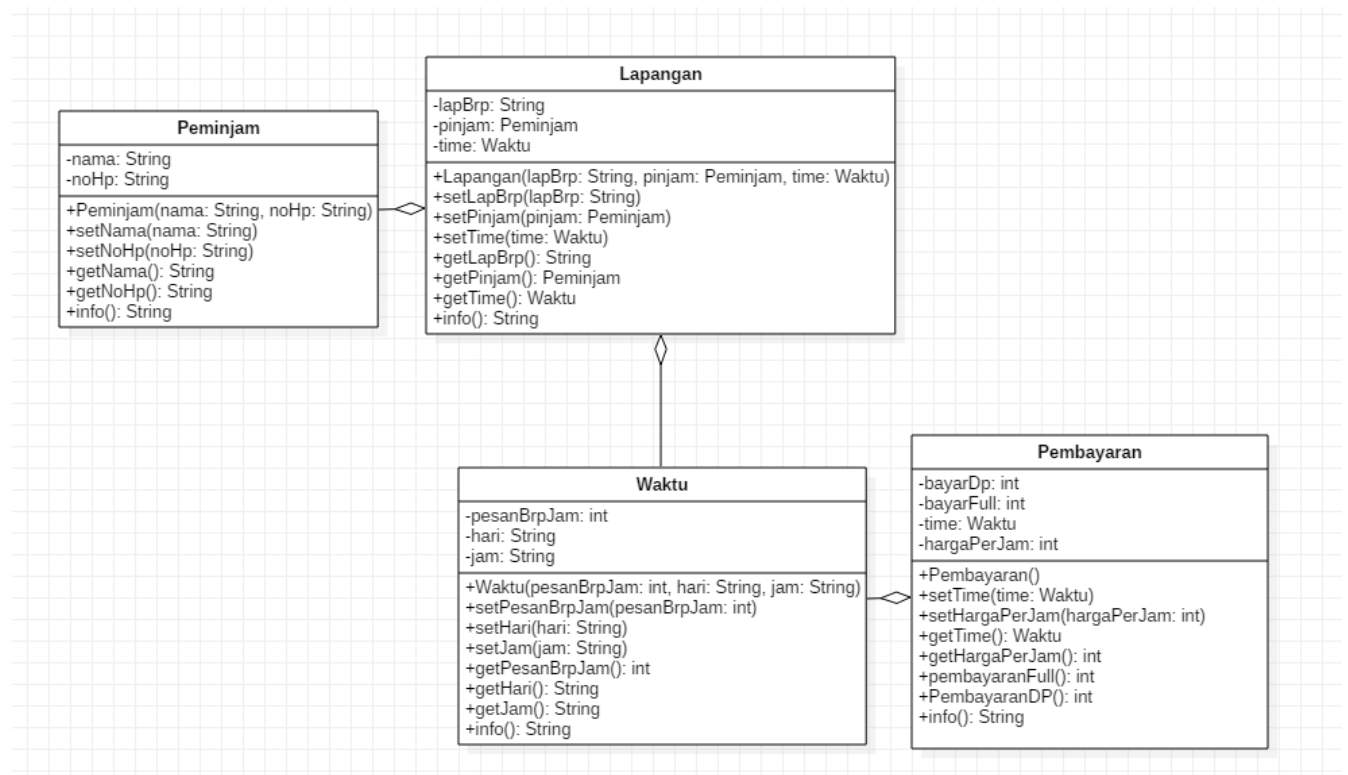 Peminjam
-nama: String
-noHp: String
+Peminjam(nama: String, noHp: String)
+setNama(nama: String)
+setNoHp(noHp: String)
+getNama(): String
+getNoHp(): String
+info(): String
Lapangan
-lapBrp: String
-pinjam: Peminjam
-time: Waktu
+Lapangan(lapBrp: String, pinjam: Peminjam, time: Waktu)
+setLapBrp(lapBrp: String)
+setPinjam(pinjam: Peminjam)
+setTime(time: Waktu)
+getLapBrp(): String
+getPinjam(): Peminjam
+getTime(): Waktu
+info(): String
Waktu
-pesanBrpJam: int
-hari: String
-jam: String
+Waktu(pesanBrpJam: int, hari: String, jam: String)
+setPesanBrpJam(pesanBrpJam: int)
+setHari(hari: String)
+setJam(jam: String)
+getPesanBrpJam(): int
+getHari(): String
+getJam(): String
+info(): String
Pembayaran
-bayarDp: int
-bayarFull: int
-time: Waktu
-hargaPerJam: int
+Pembayaran()
+setTime(time: Waktu)
+setHargaPerJam(hargaPerJam: int)
+getTime(): Waktu
+getHargaPerJam(): int
+pembayaranFull(): int
+PembayaranDP(): int
+info(): String